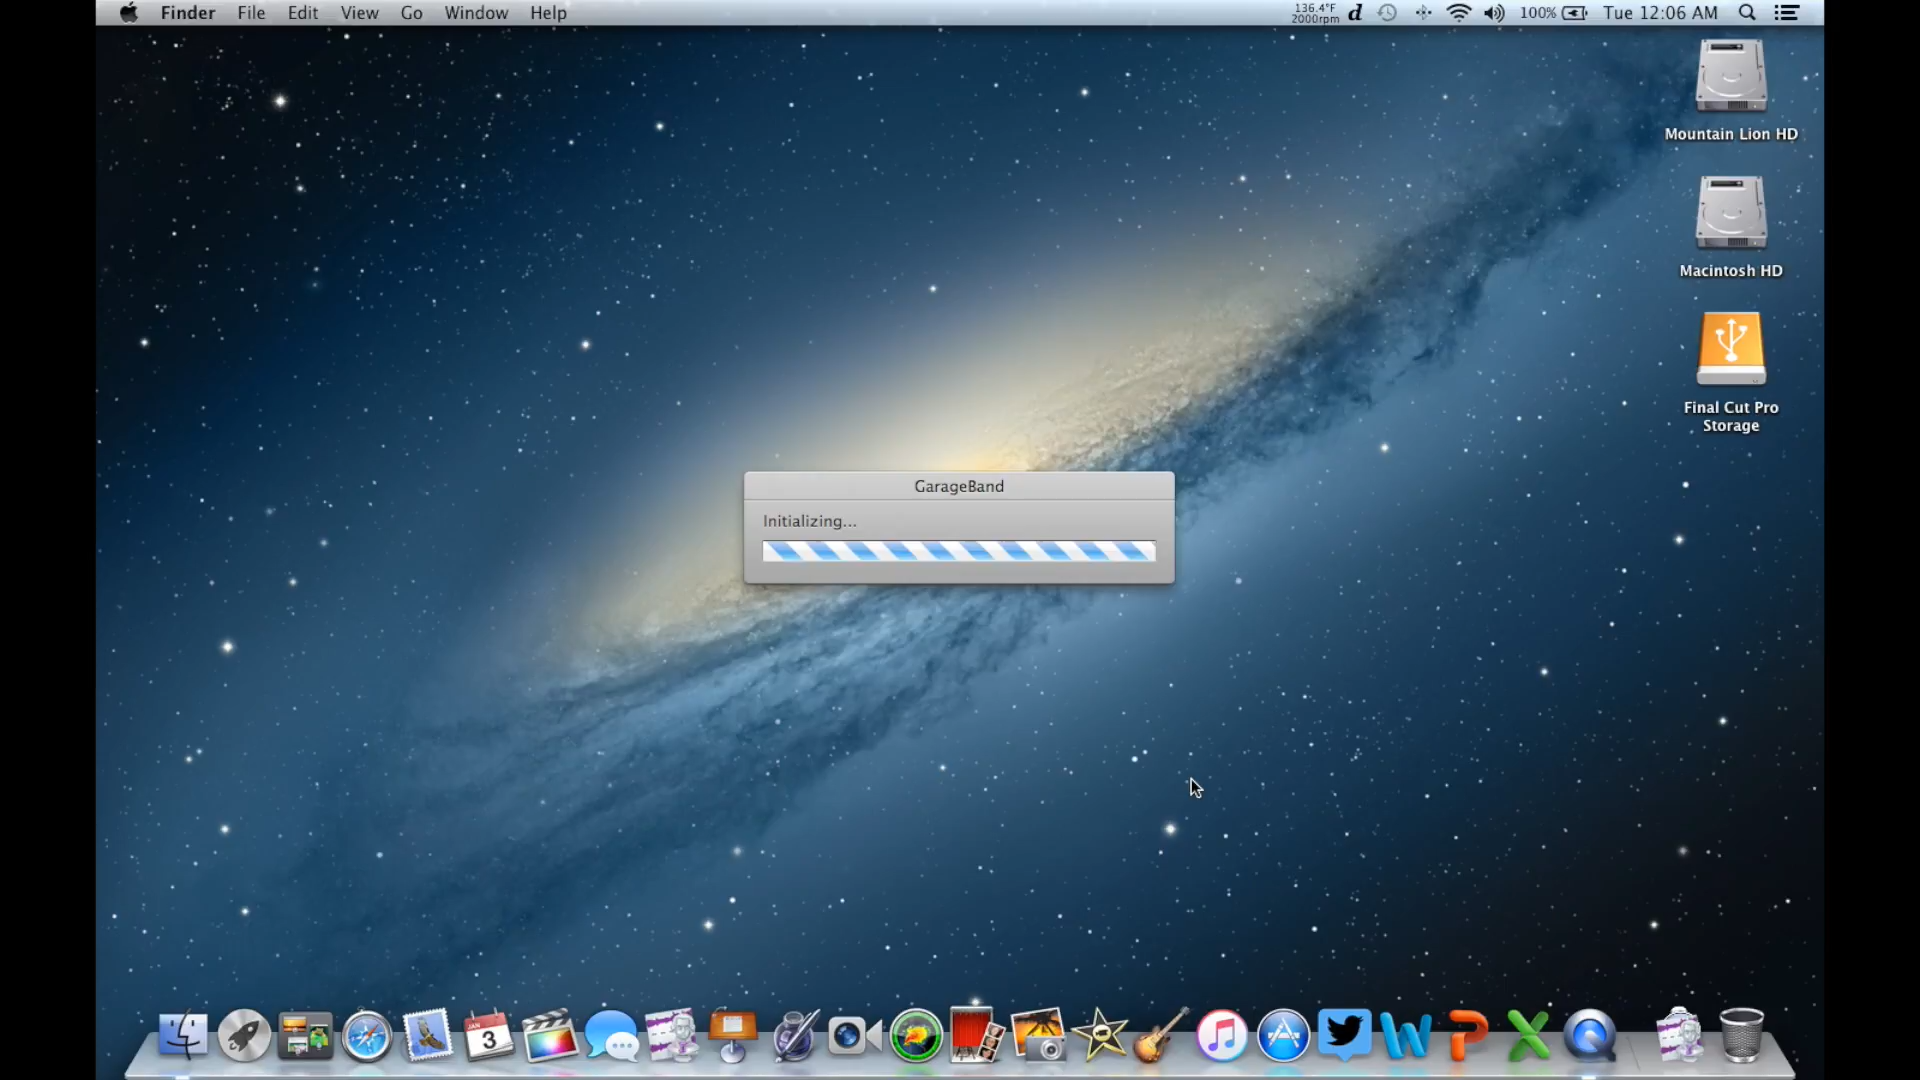 Finder File Edit View Go Window Help
136.4°F
2000rpm
d 100% Tue 12:06 AM
Mountain Lion HD
Macintosh HD
Final Cut Pro
Storage
GarageBand
Initializing...
JAN
3